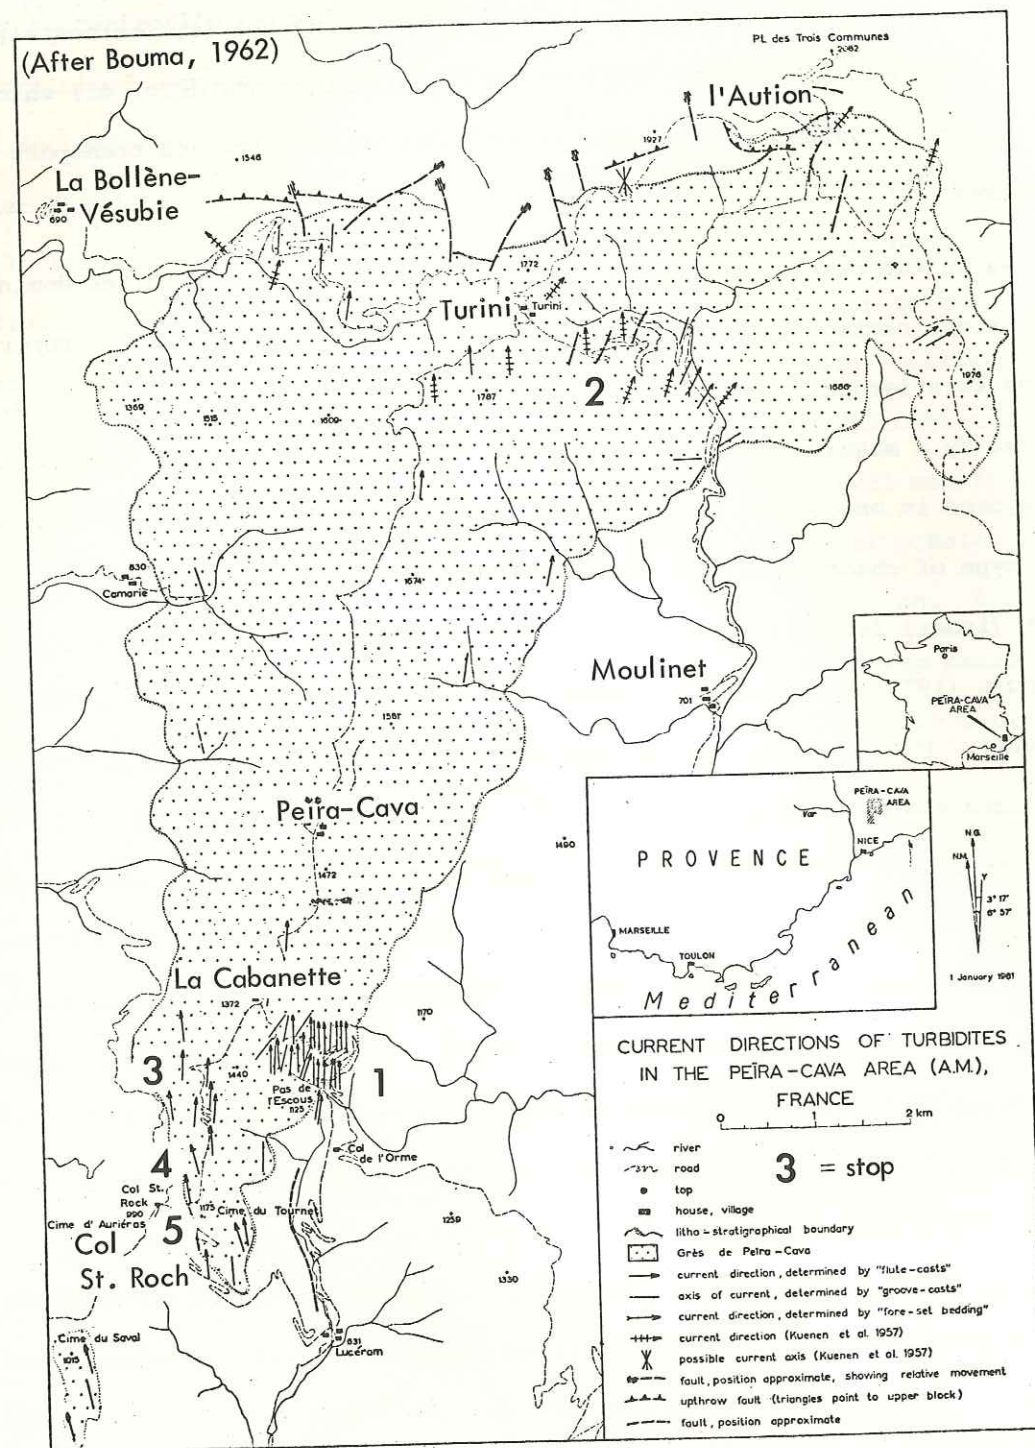 (After Bouma, 1962)
PL des Trois Communes
2082
l'Aution
1927
1546
La Bollène-
Vésubie
690
1772
Turini
Turini
2
1369
1515
1609
1787
1686
1976
830
Camarie
1674
Moulinet
701
1581
Peïra-Cava
1472
La Cabanette
1372
1170
1490
3
1440
Pas de
l'Escous
1125
1
Col
de l'Orme
4
Col St.
Rock
990
1175
Cime du Tournet
Cime d'Auriéras
5
Col
St. Roch
1259
1330
631
Lucéram
Cime du Saval
1015
Paris
PEÏRA-CAVA
AREA
Marseille
PEÏRA-CAVA
AREA
Var
NICE
PROVENCE
MARSEILLE
TOULON
Mediterranean
N.G.
N.M.
Y
3° 17'
6° 57'
1 January 1961
CURRENT DIRECTIONS OF TURBIDITES
IN THE PEÏRA-CAVA AREA (A.M.),
FRANCE
0 1 2 km
river
road
top
house, village
3 = stop
litho-stratigraphical boundary
Grès de Peïra-Cava
current direction, determined by "flute-casts"
axis of current, determined by "groove-casts"
current direction, determined by "fore-set bedding"
current direction (Kuenen et al. 1957)
possible current axis (Kuenen et al. 1957)
fault, position approximate, showing relative movement
upthrow fault (triangles point to upper block)
fault, position approximate